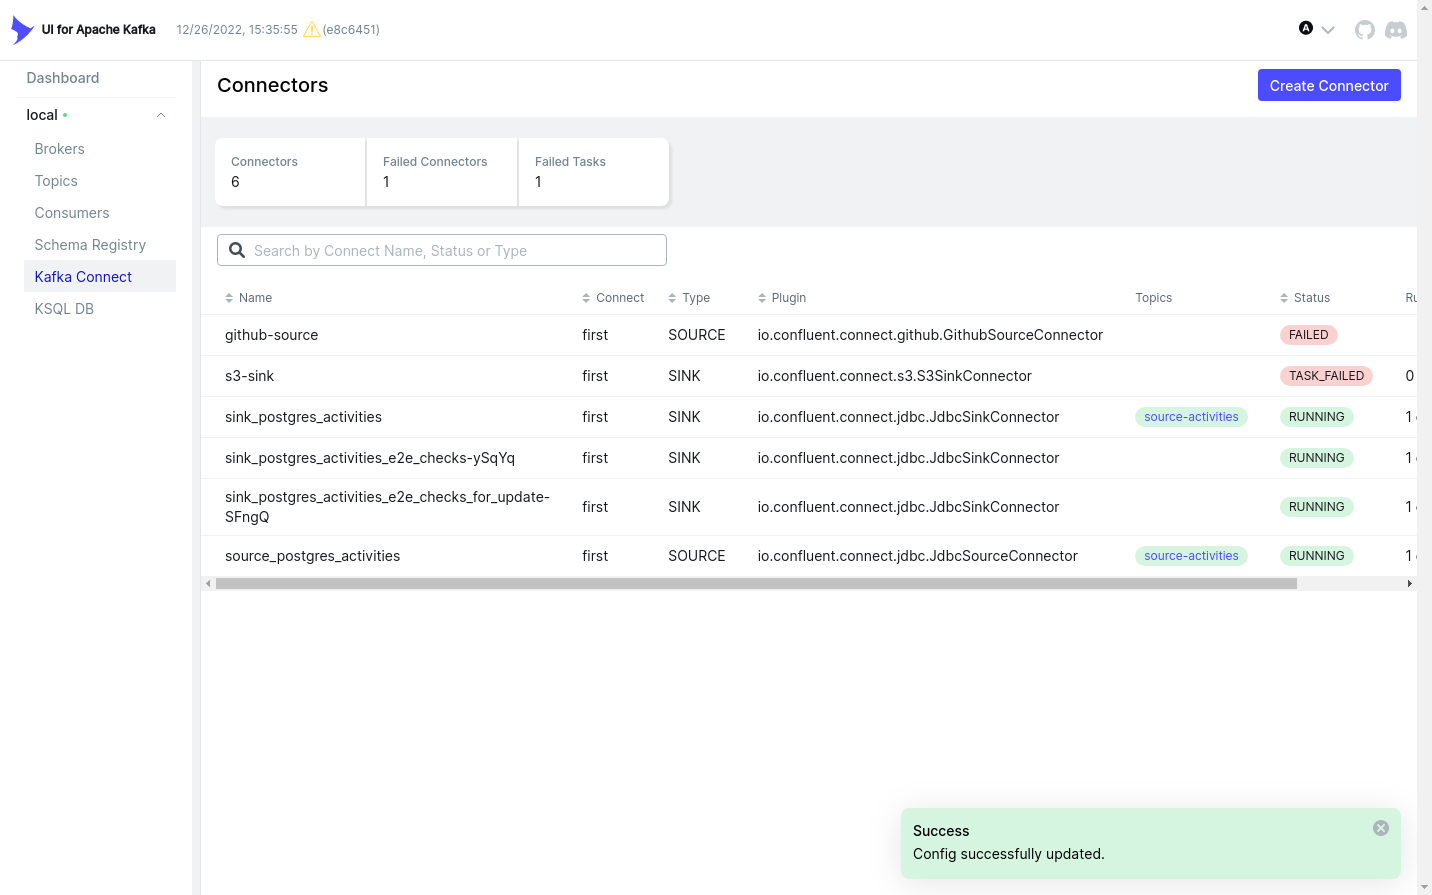 UI for Apache Kafka 12/26/2022, 15:35:55 (e8c6451) A
Dashboard
local
Brokers
Topics
Consumers
Schema Registry
Kafka Connect
KSQL DB
Connectors Create Connector
Connectors Failed Connectors Failed Tasks
6 1 1
Search by Connect Name, Status or Type
Name Connect Type Plugin Topics Status
github-source first SOURCE io.confluent.connect.github.GithubSourceConnector FAILED
s3-sink first SINK io.confluent.connect.s3.S3SinkConnector TASK_FAILED 0
sink_postgres_activities first SINK io.confluent.connect.jdbc.JdbcSinkConnector source-activities RUNNING 1
sink_postgres_activities_e2e_checks-ySqYq first SINK io.confluent.connect.jdbc.JdbcSinkConnector RUNNING 1
sink_postgres_activities_e2e_checks_for_update-
SFngQ first SINK io.confluent.connect.jdbc.JdbcSinkConnector RUNNING 1
source_postgres_activities first SOURCE io.confluent.connect.jdbc.JdbcSourceConnector source-activities RUNNING 1
Success
Config successfully updated.